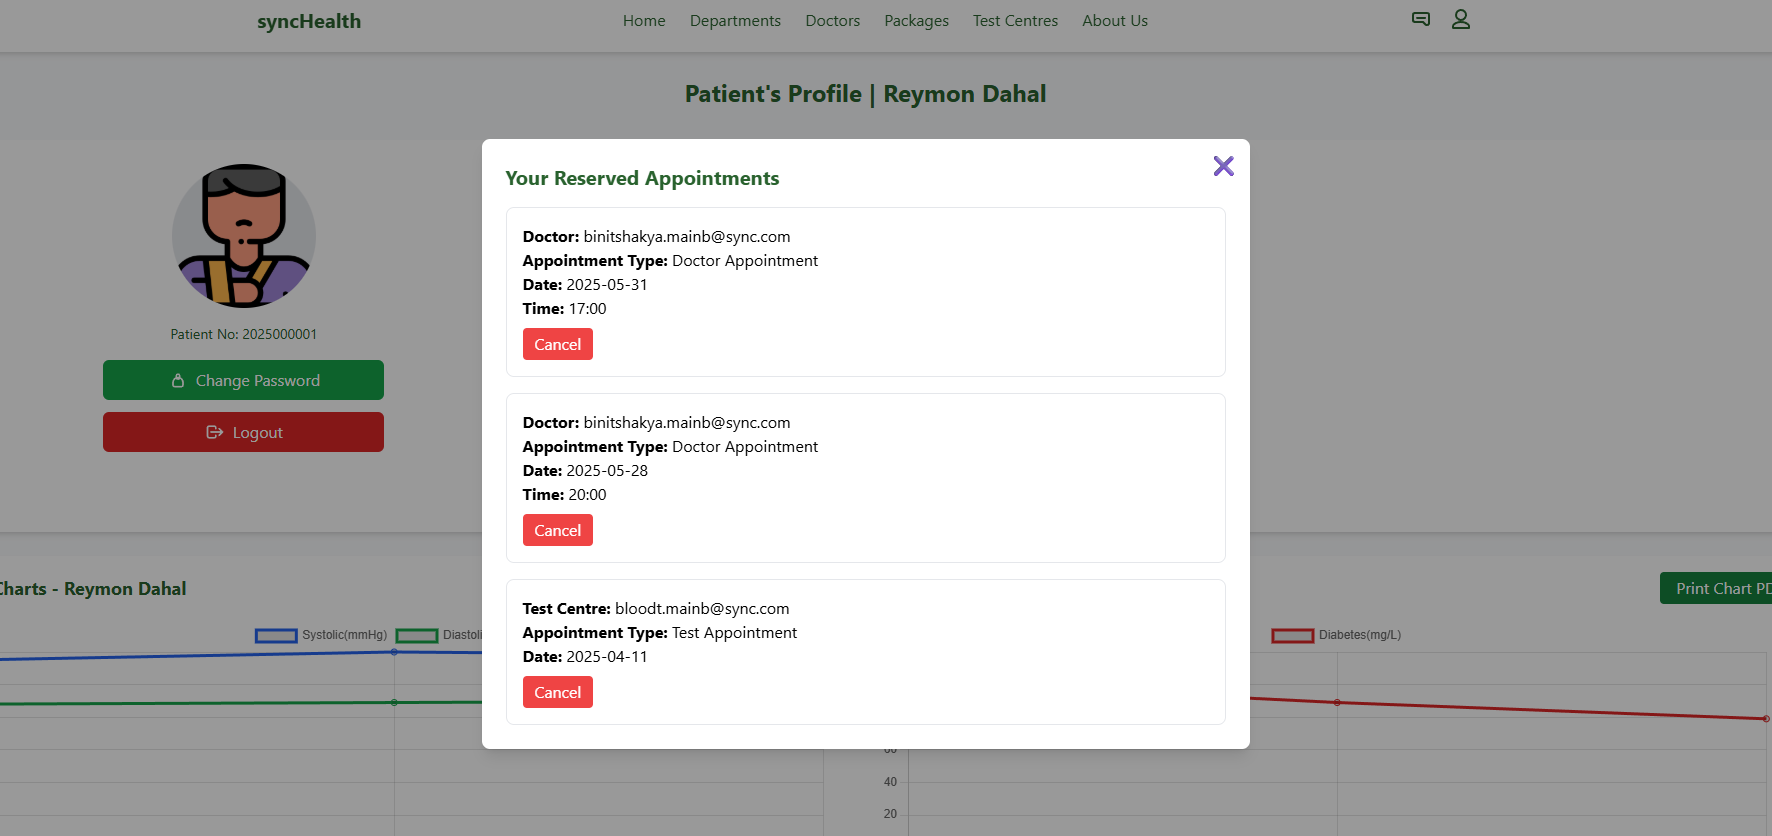 syncHealth
Home Departments Doctors Packages Test Centres About Us
Patient's Profile | Reymon Dahal
Patient No: 2025000001
Change Password
Logout
Your Reserved Appointments
Doctor: binitshakya.mainb@sync.com
Appointment Type: Doctor Appointment
Date: 2025-05-31
Time: 17:00
Cancel
Doctor: binitshakya.mainb@sync.com
Appointment Type: Doctor Appointment
Date: 2025-05-28
Time: 20:00
Cancel
Test Centre: bloodt.mainb@sync.com
Appointment Type: Test Appointment
Date: 2025-04-11
Cancel
Charts - Reymon Dahal
Print Chart PD
Systolic(mmHg) Diastoli
Diabetes(mg/L)
40
20